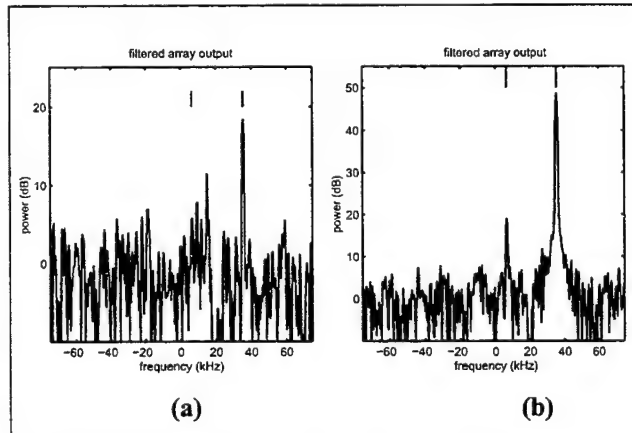 filtered array output
20
10
0
power (dB)
−60 −40 −20 0 20 40 60
frequency (kHz)
(a)
filtered array output
50
40
30
20
10
0
power (dB)
−60 −40 −20 0 20 40 60
frequency (kHz)
(b)